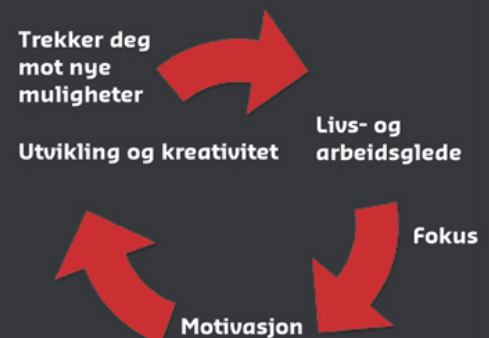 Trekker deg
mot nye
muligheter
Utvikling og kreativitet
Livs- og
arbeidsglede
Fokus
Motivasjon